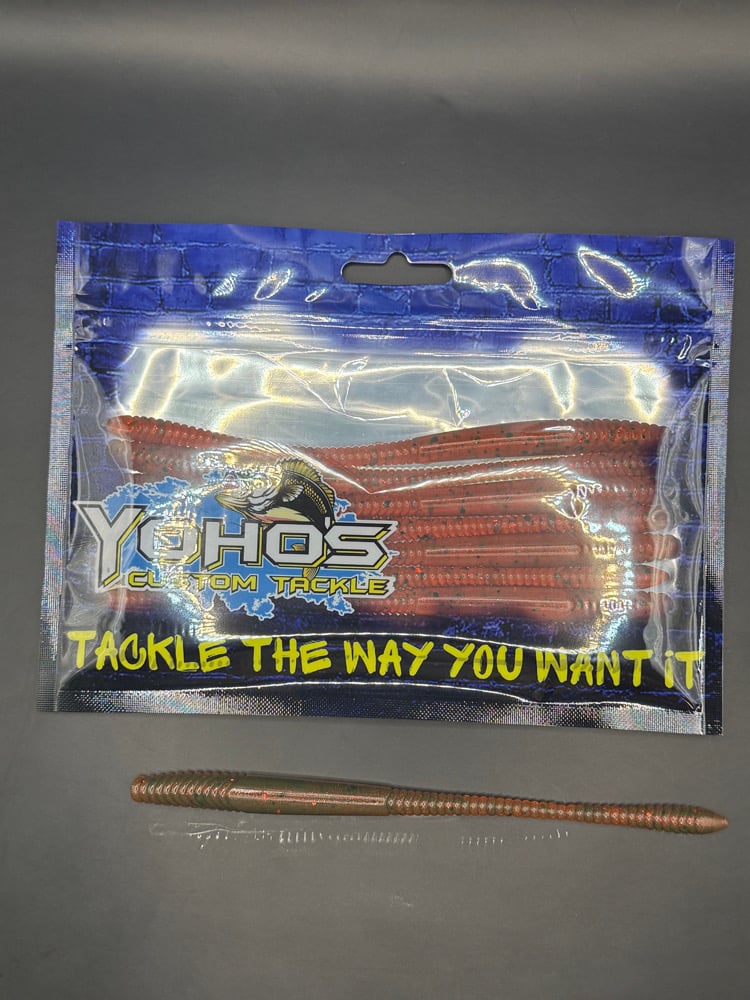 YOHO'S
CUSTOM TACKLE
TACKLE THE WAY YOU WANT iT